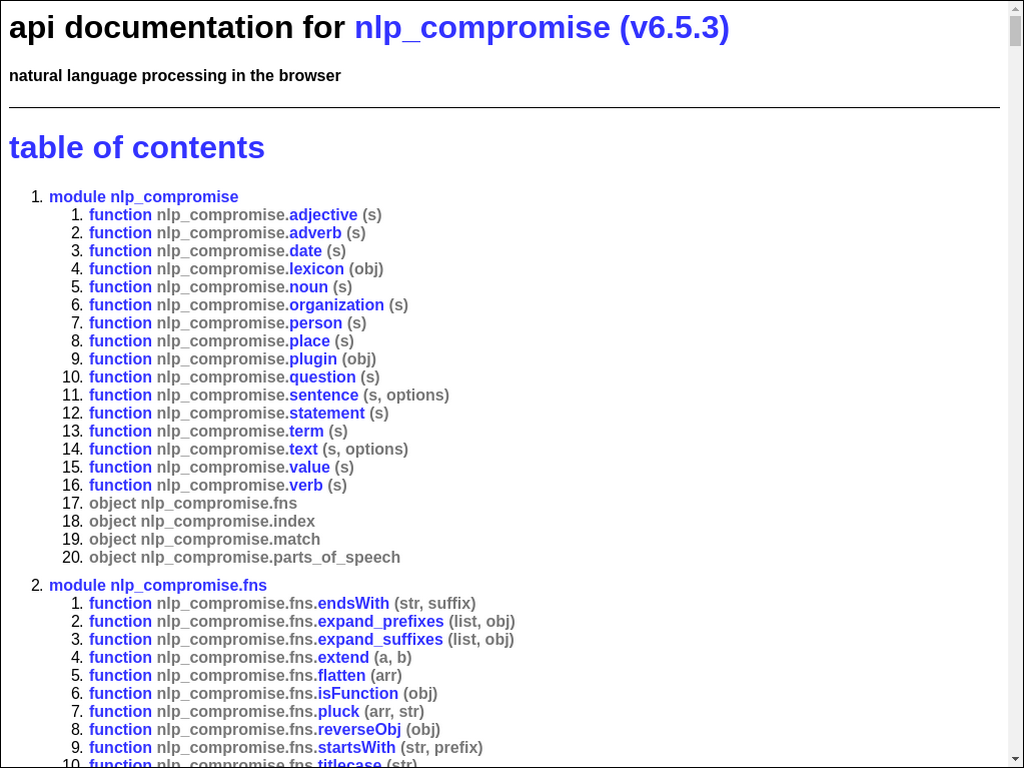 api documentation for nlp_compromise (v6.5.3)
natural language processing in the browser
table of contents
1. module nlp_compromise
1. function nlp_compromise.adjective (s)
2. function nlp_compromise.adverb (s)
3. function nlp_compromise.date (s)
4. function nlp_compromise.lexicon (obj)
5. function nlp_compromise.noun (s)
6. function nlp_compromise.organization (s)
7. function nlp_compromise.person (s)
8. function nlp_compromise.place (s)
9. function nlp_compromise.plugin (obj)
10. function nlp_compromise.question (s)
11. function nlp_compromise.sentence (s, options)
12. function nlp_compromise.statement (s)
13. function nlp_compromise.term (s)
14. function nlp_compromise.text (s, options)
15. function nlp_compromise.value (s)
16. function nlp_compromise.verb (s)
17. object nlp_compromise.fns
18. object nlp_compromise.index
19. object nlp_compromise.match
20. object nlp_compromise.parts_of_speech
2. module nlp_compromise.fns
1. function nlp_compromise.fns.endsWith (str, suffix)
2. function nlp_compromise.fns.expand_prefixes (list, obj)
3. function nlp_compromise.fns.expand_suffixes (list, obj)
4. function nlp_compromise.fns.extend (a, b)
5. function nlp_compromise.fns.flatten (arr)
6. function nlp_compromise.fns.isFunction (obj)
7. function nlp_compromise.fns.pluck (arr, str)
8. function nlp_compromise.fns.reverseObj (obj)
9. function nlp_compromise.fns.startsWith (str, prefix)
10. function nlp_compromise.fns.titlecase (str)